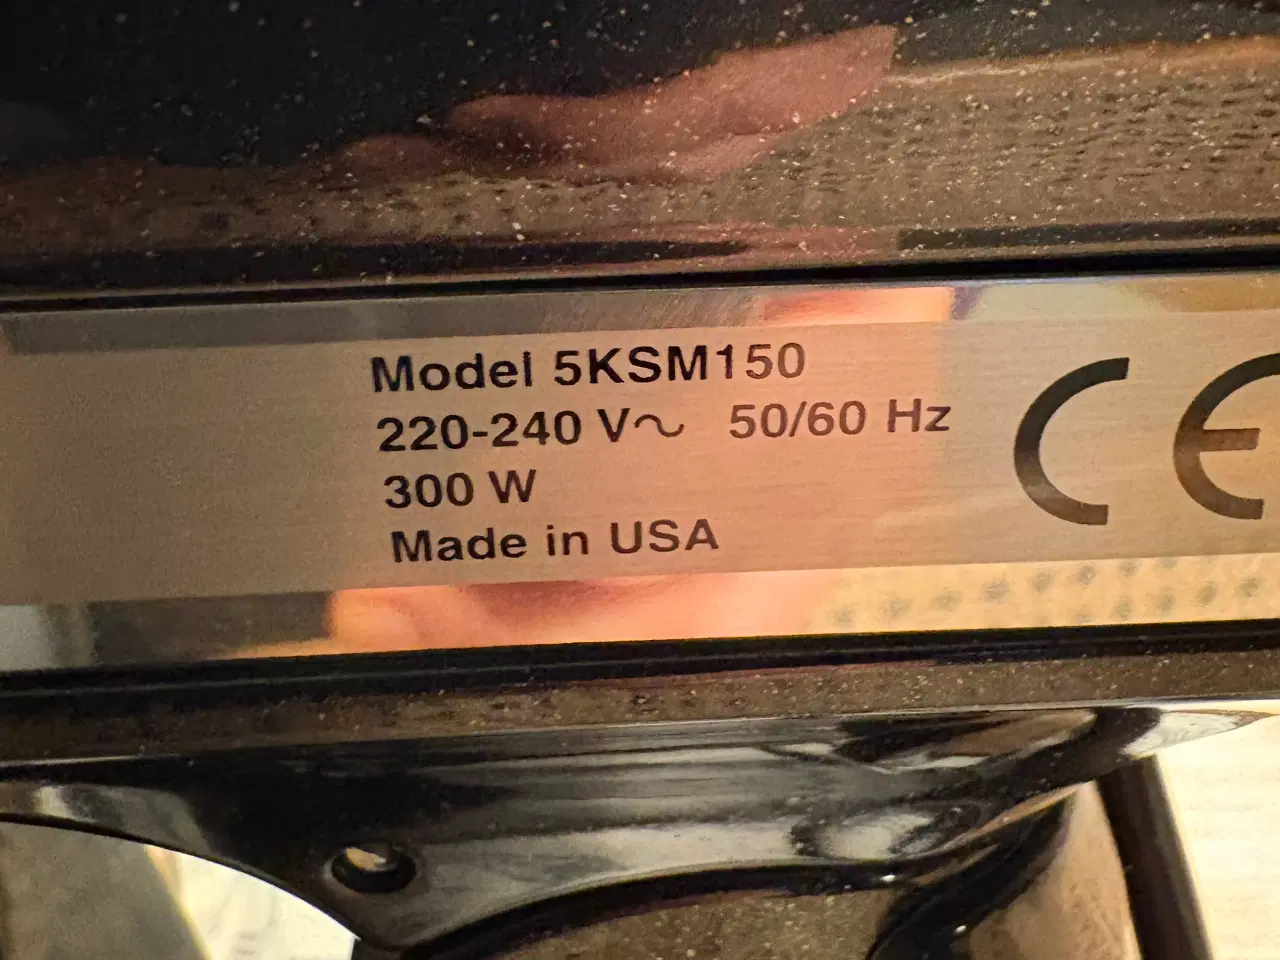 Model 5KSM150
220-240 V~ 50/60 Hz
300 W
Made in USA
CE